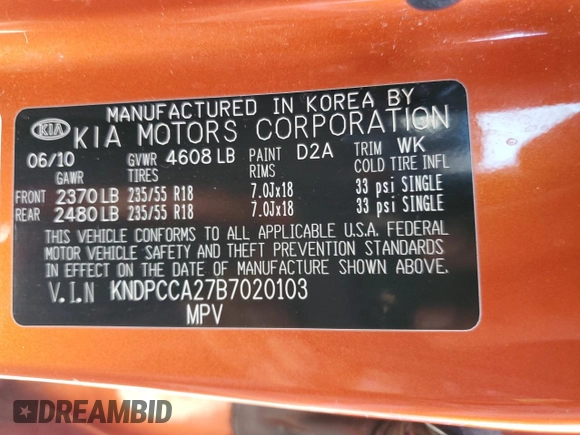 MANUFACTURED IN KOREA BY
KIA KIA MOTORS CORPORATION
06/10 GVWR 4608 LB PAINT D2A TRIM WK
GAWR TIRES RIMS COLD TIRE INFL
FRONT 2370 LB 235/55 R18 7.0Jx18 33 psi SINGLE
REAR 2480 LB 235/55 R18 7.0Jx18 33 psi SINGLE
THIS VEHICLE CONFORMS TO ALL APPLICABLE U.S.A. FEDERAL
MOTOR VEHICLE SAFETY AND THEFT PREVENTION STANDARDS
IN EFFECT ON THE DATE OF MANUFACTURE SHOWN ABOVE.
V.I.N KNDPCCA27B7020103
MPV
DREAMBID